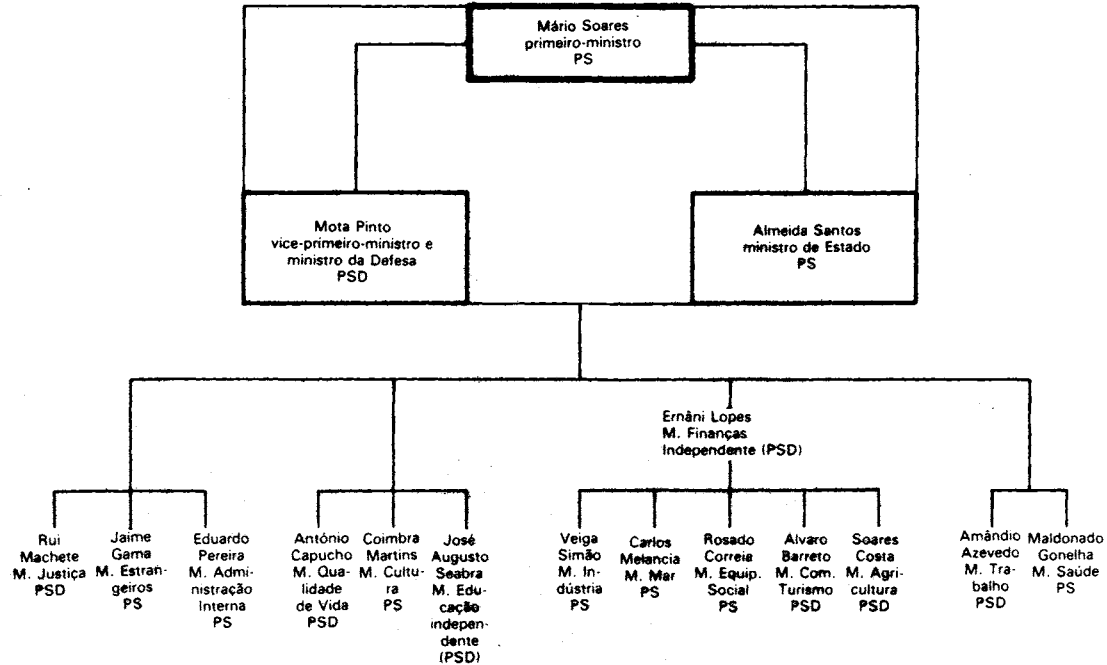 Mário Soares
primeiro-ministro
PS
Mota Pinto
vice-primeiro-ministro e
ministro da Defesa
PSD
Almeida Santos
ministro de Estado
PS
Ernâni Lopes
M. Finanças
Independente (PSD)
Rui
Machete
M. Justiça
PSD
Jaime
Gama
M. Estran-
geiros
PS
Eduardo
Pereira
M. Admi-
nistração
Interna
PS
António
Capucho
M. Qua-
lidade
de Vida
PSD
Coimbra
Martins
M. Cultu-
ra
PS
José
Augusto
Seabra
M. Edu-
cação
indepen-
dente
(PSD)
Veiga
Simão
M. In-
dústria
PS
Carlos
Melancia
M. Mar
PS
Rosado
Correia
M. Equip.
Social
PS
Alvaro
Barreto
M. Com.
Turismo
PSD
Soares
Costa
M. Agri-
cultura
PSD
Amândio
Azevedo
M. Tra-
balho
PSD
Maldonado
Gonelha
M. Saúde
PS